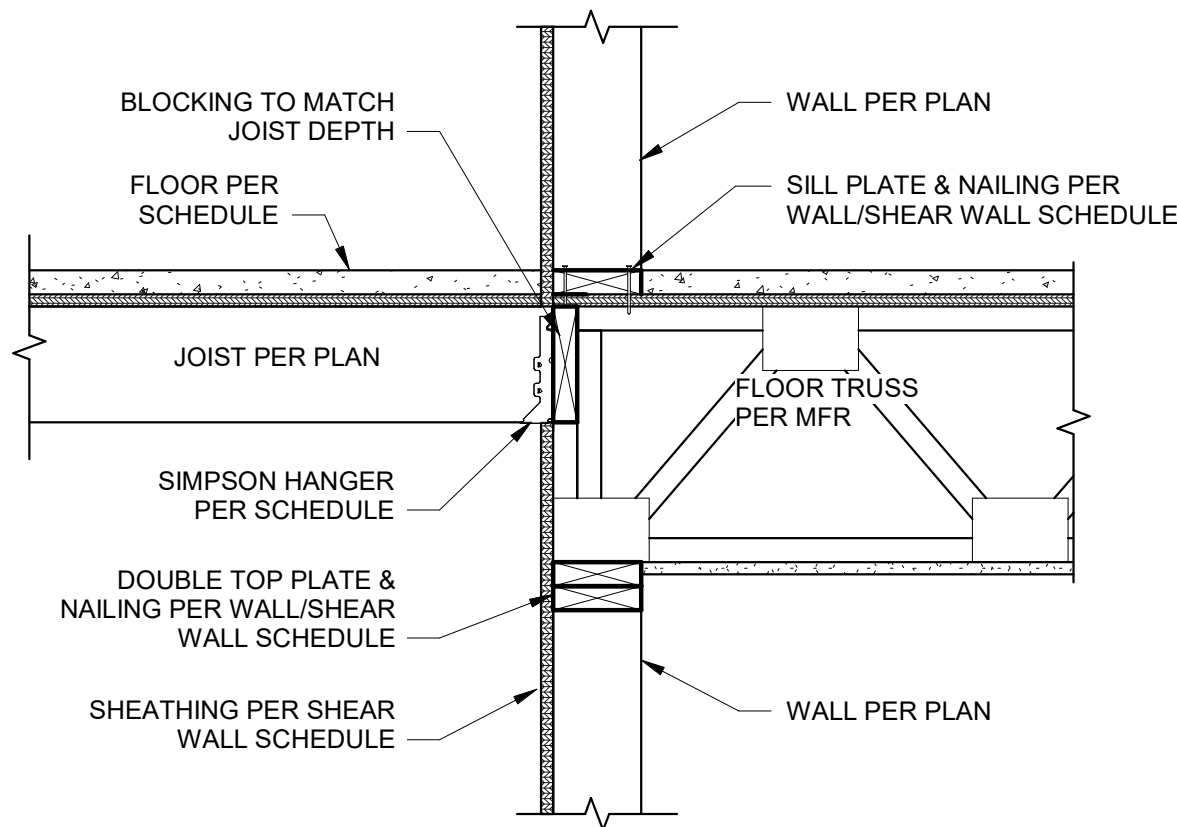 BLOCKING TO MATCH
JOIST DEPTH
FLOOR PER
SCHEDULE
WALL PER PLAN
SILL PLATE & NAILING PER
WALL/SHEAR WALL SCHEDULE
JOIST PER PLAN
FLOOR TRUSS
PER MFR
SIMPSON HANGER
PER SCHEDULE
DOUBLE TOP PLATE &
NAILING PER WALL/SHEAR
WALL SCHEDULE
SHEATHING PER SHEAR
WALL SCHEDULE
WALL PER PLAN